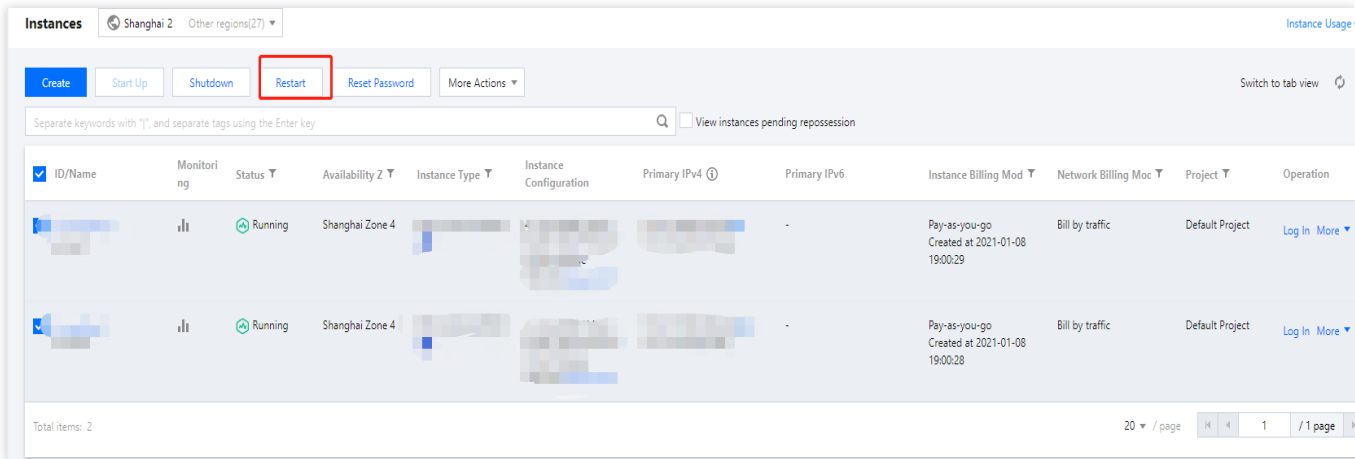 Instances Shanghai 2 Other regions(27) Instance Usage
Create Start Up Shutdown Restart Reset Password More Actions Switch to tab view
Separate keywords with "|", and separate tags using the Enter key View instances pending repossession
ID/Name Monitori
ng Status Availability Z Instance Type Instance
Configuration Primary IPv4 Primary IPv6 Instance Billing Mod Network Billing Moc Project Operation
Running Shanghai Zone 4 - Pay-as-you-go Bill by traffic Default Project Log In More
Created at 2021-01-08
19:00:29
Running Shanghai Zone 4 - Pay-as-you-go Bill by traffic Default Project Log In More
Created at 2021-01-08
19:00:28
Total items: 2 20 / page 1 / 1 page